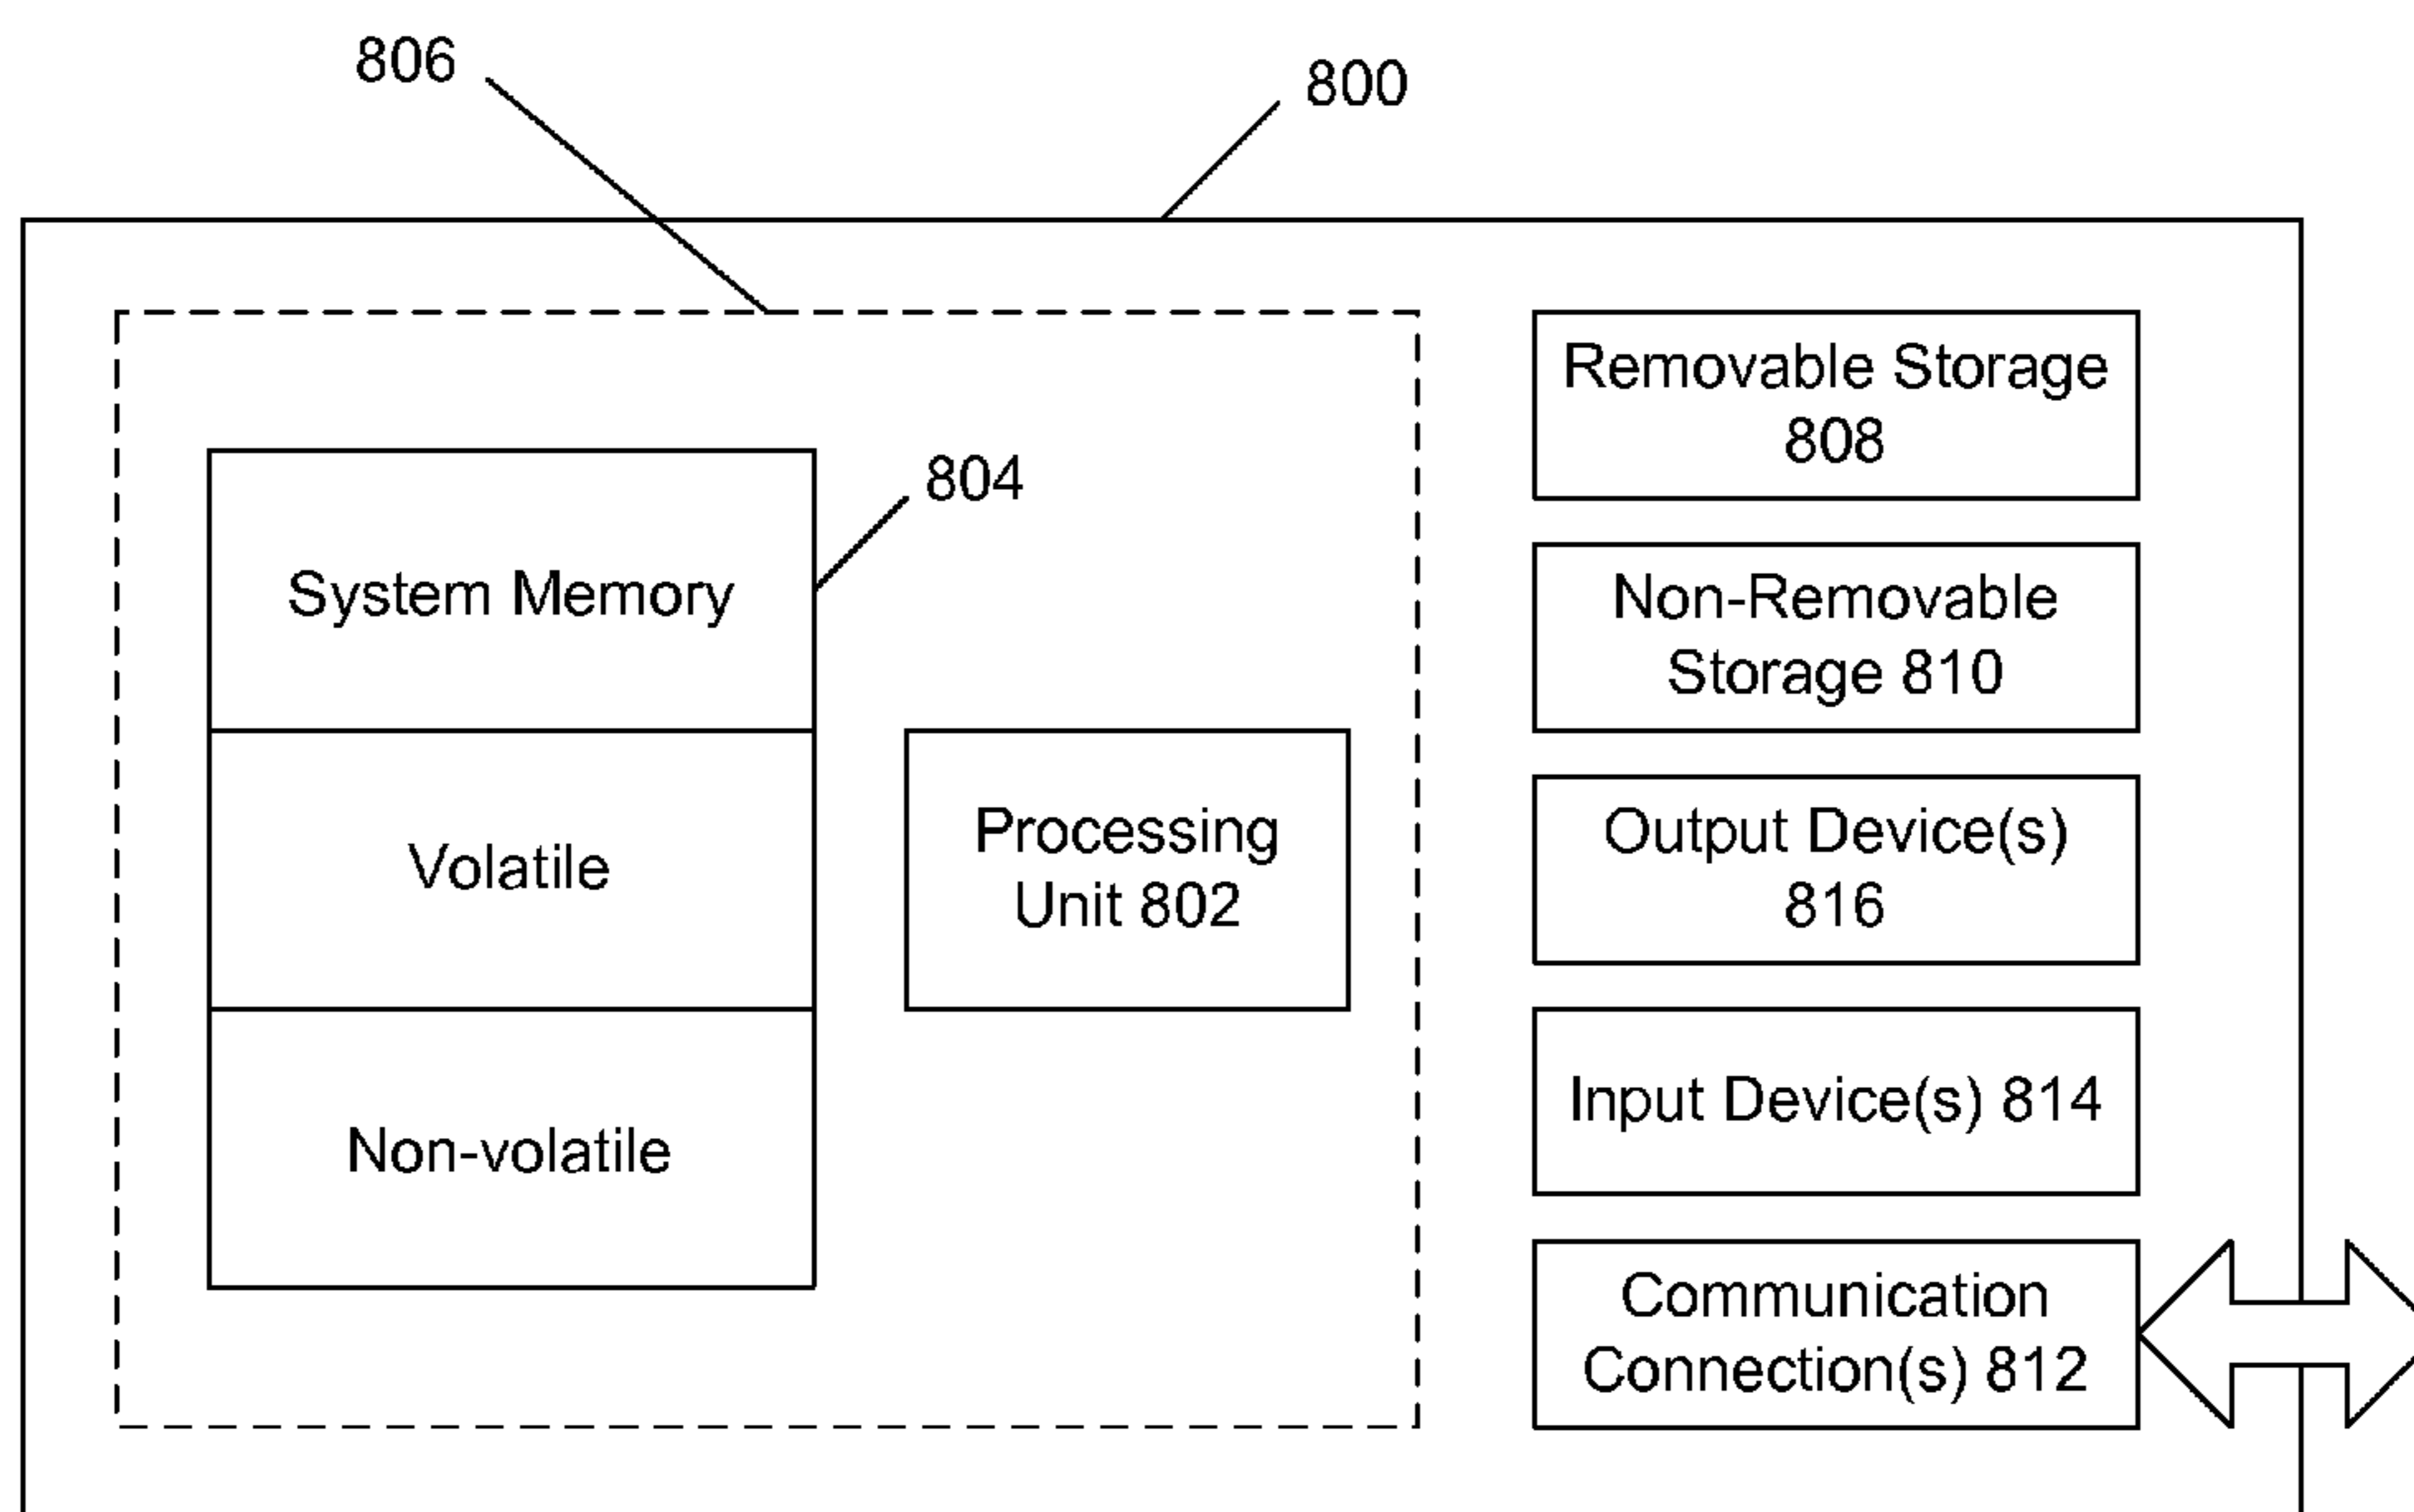 806
800
804
System Memory
Volatile
Non-volatile
Processing
Unit 802
Removable Storage
808
Non-Removable
Storage 810
Output Device(s)
816
Input Device(s) 814
Communication
Connection(s) 812